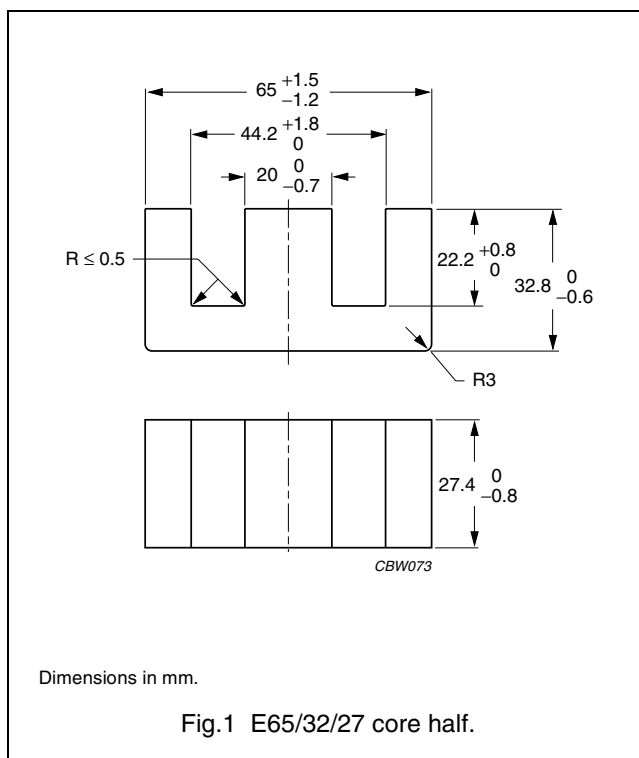 65 +1.5 −1.2
44.2 +1.8 0
20 0 −0.7
R ≤ 0.5
22.2 +0.8 0
32.8 0 −0.6
R3
27.4 0 −0.8
CBW073
Dimensions in mm.
Fig.1 E65/32/27 core half.